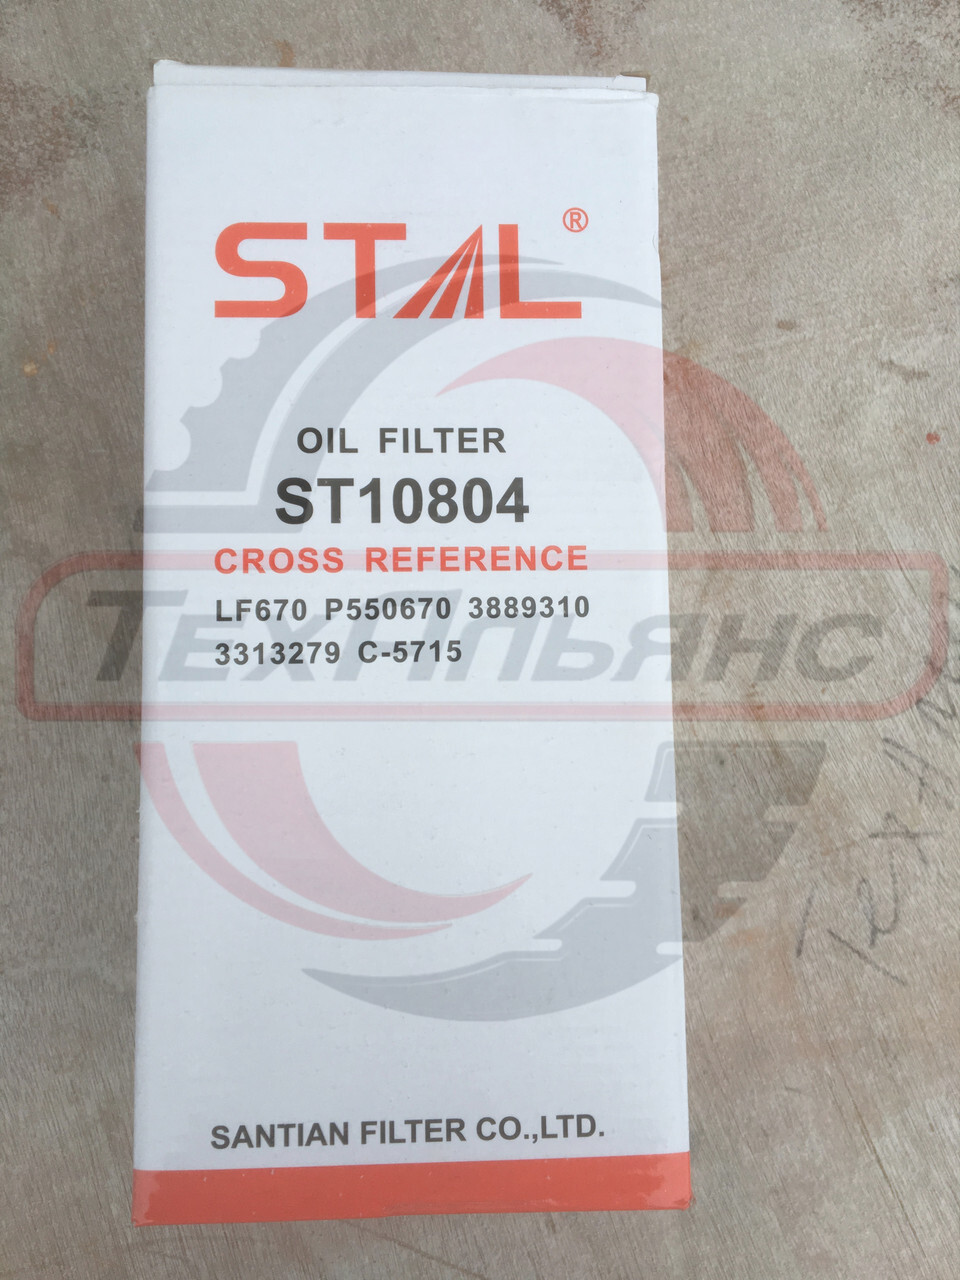 STAL®
OIL FILTER
ST10804
CROSS REFERENCE
LF670 P550670 3889310
3313279 C-5715
ТехАльянс
SANTIAN FILTER CO.,LTD.